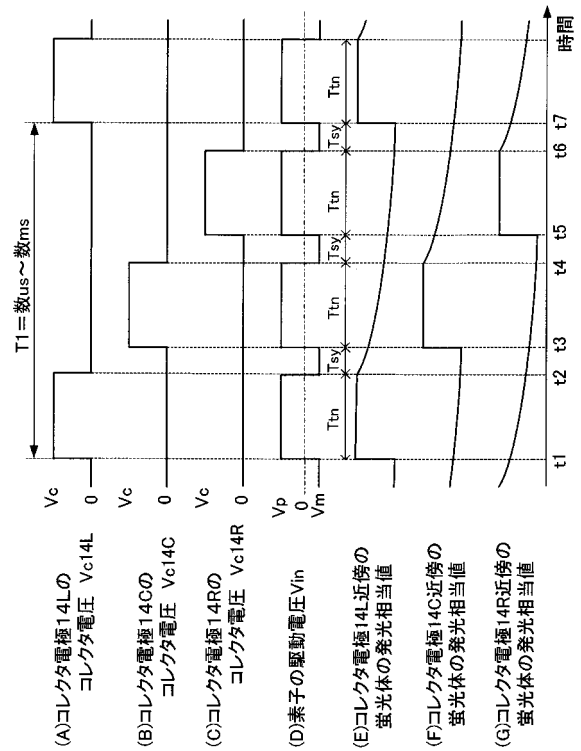 T1=数us～数ms
(A)コレクタ電極14Lの
コレクタ電圧 Vc14L
Vc
0
(B)コレクタ電極14Cの
コレクタ電圧 Vc14C
Vc
0
(C)コレクタ電極14Rの
コレクタ電圧 Vc14R
Vc
0
(D)素子の駆動電圧Vin
Vp
0
Vm
Ttn Tsy Ttn Tsy Ttn Tsy Ttn
(E)コレクタ電極14L近傍の
蛍光体の発光相当値
(F)コレクタ電極14C近傍の
蛍光体の発光相当値
(G)コレクタ電極14R近傍の
蛍光体の発光相当値
t1 t2 t3 t4 t5 t6 t7
時間